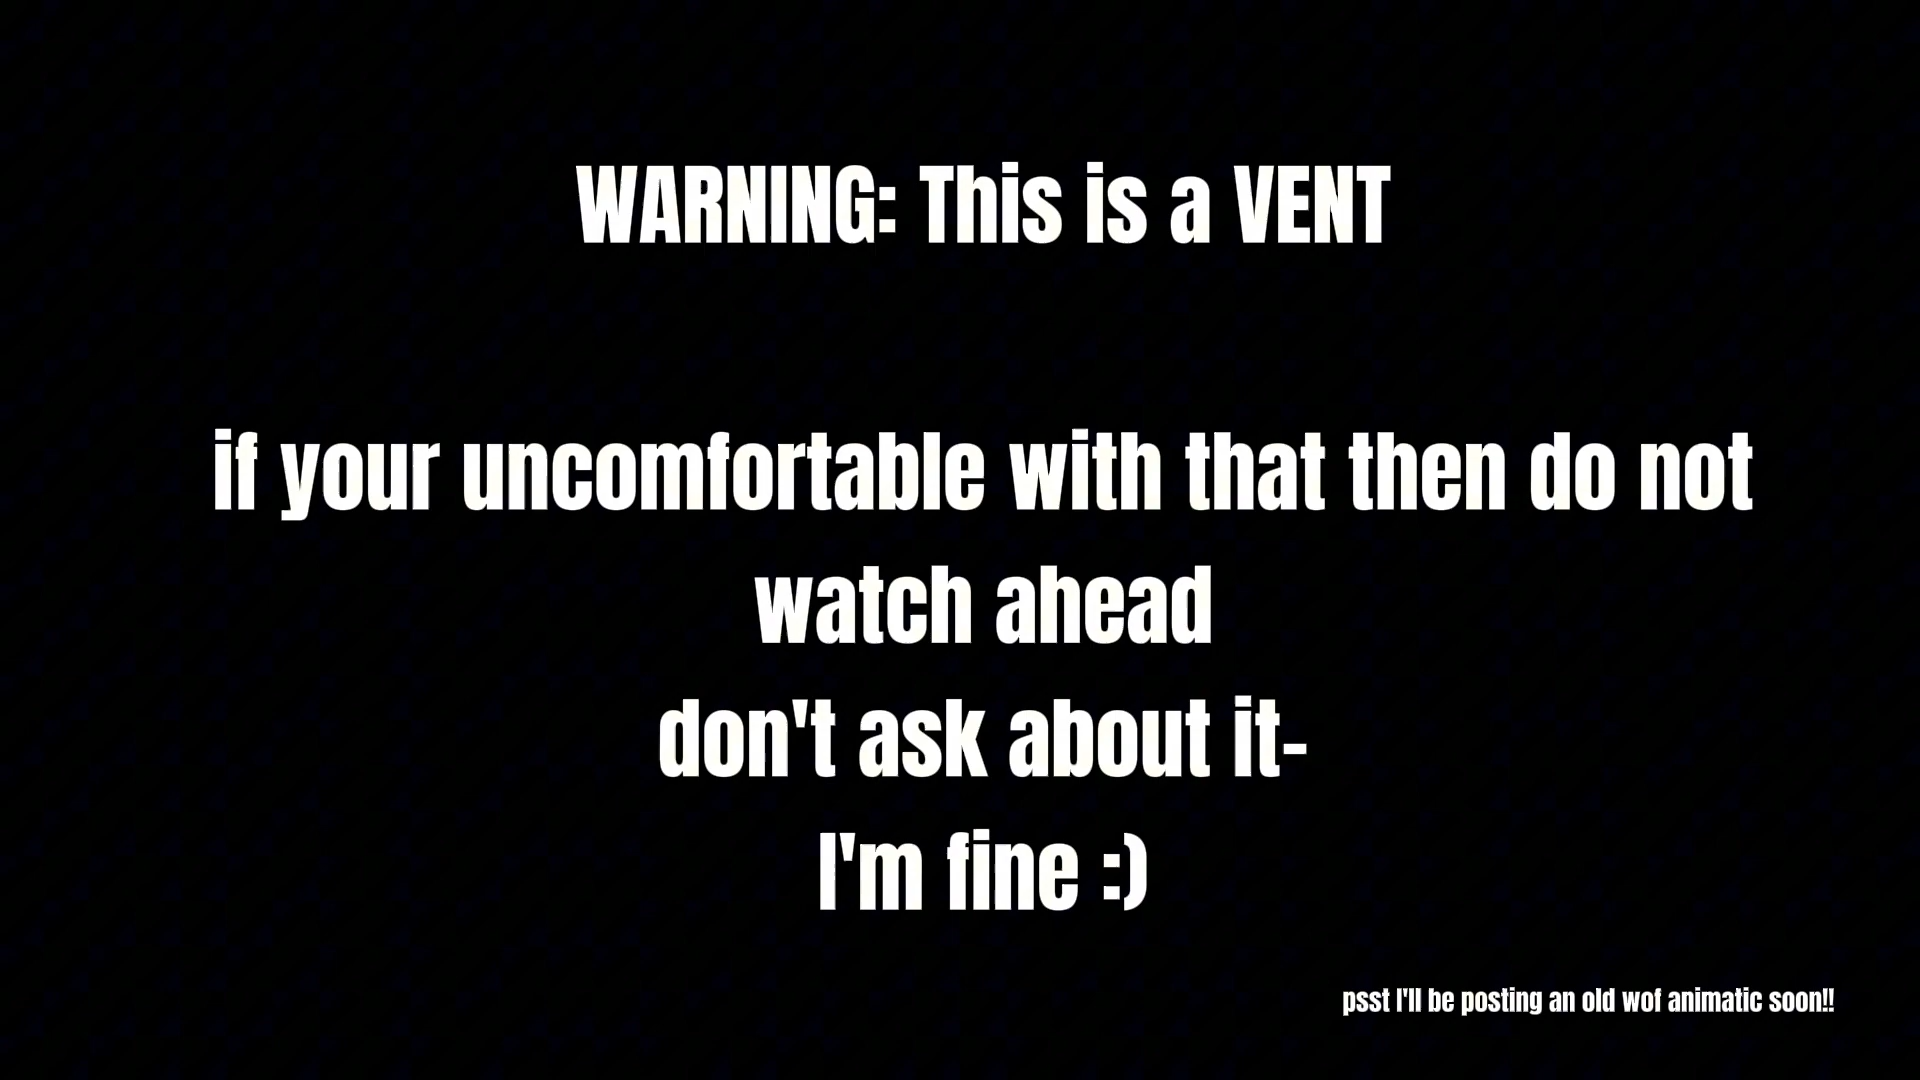 WARNING: This is a VENT
if your uncomfortable with that then do not
watch ahead
don't ask about it-
I'm fine :)
psst I'll be posting an old wof animatic soon!!